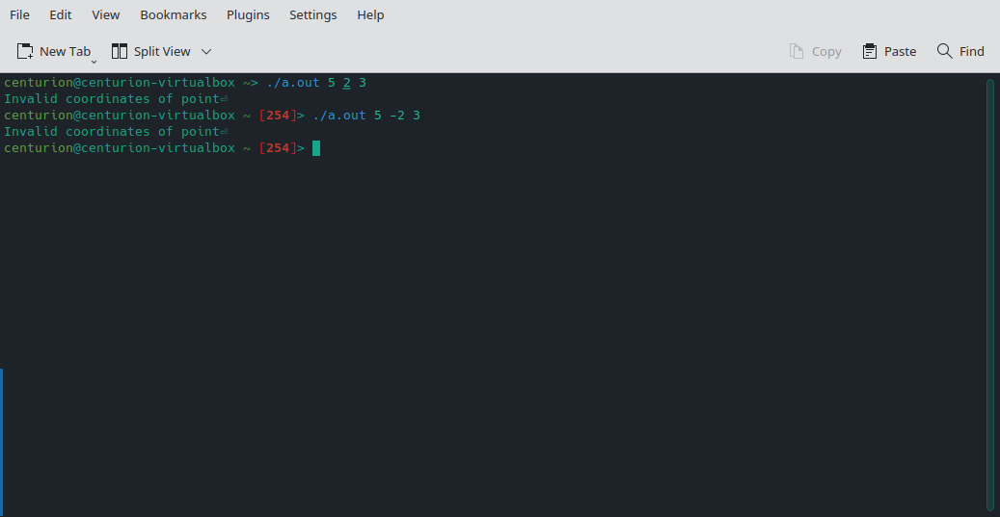 File Edit View Bookmarks Plugins Settings Help
New Tab Split View Copy Paste Find
centurion@centurion-virtualbox ~> ./a.out 5 2 3
Invalid coordinates of point⏎
centurion@centurion-virtualbox ~ [254]> ./a.out 5 -2 3
Invalid coordinates of point⏎
centurion@centurion-virtualbox ~ [254]>